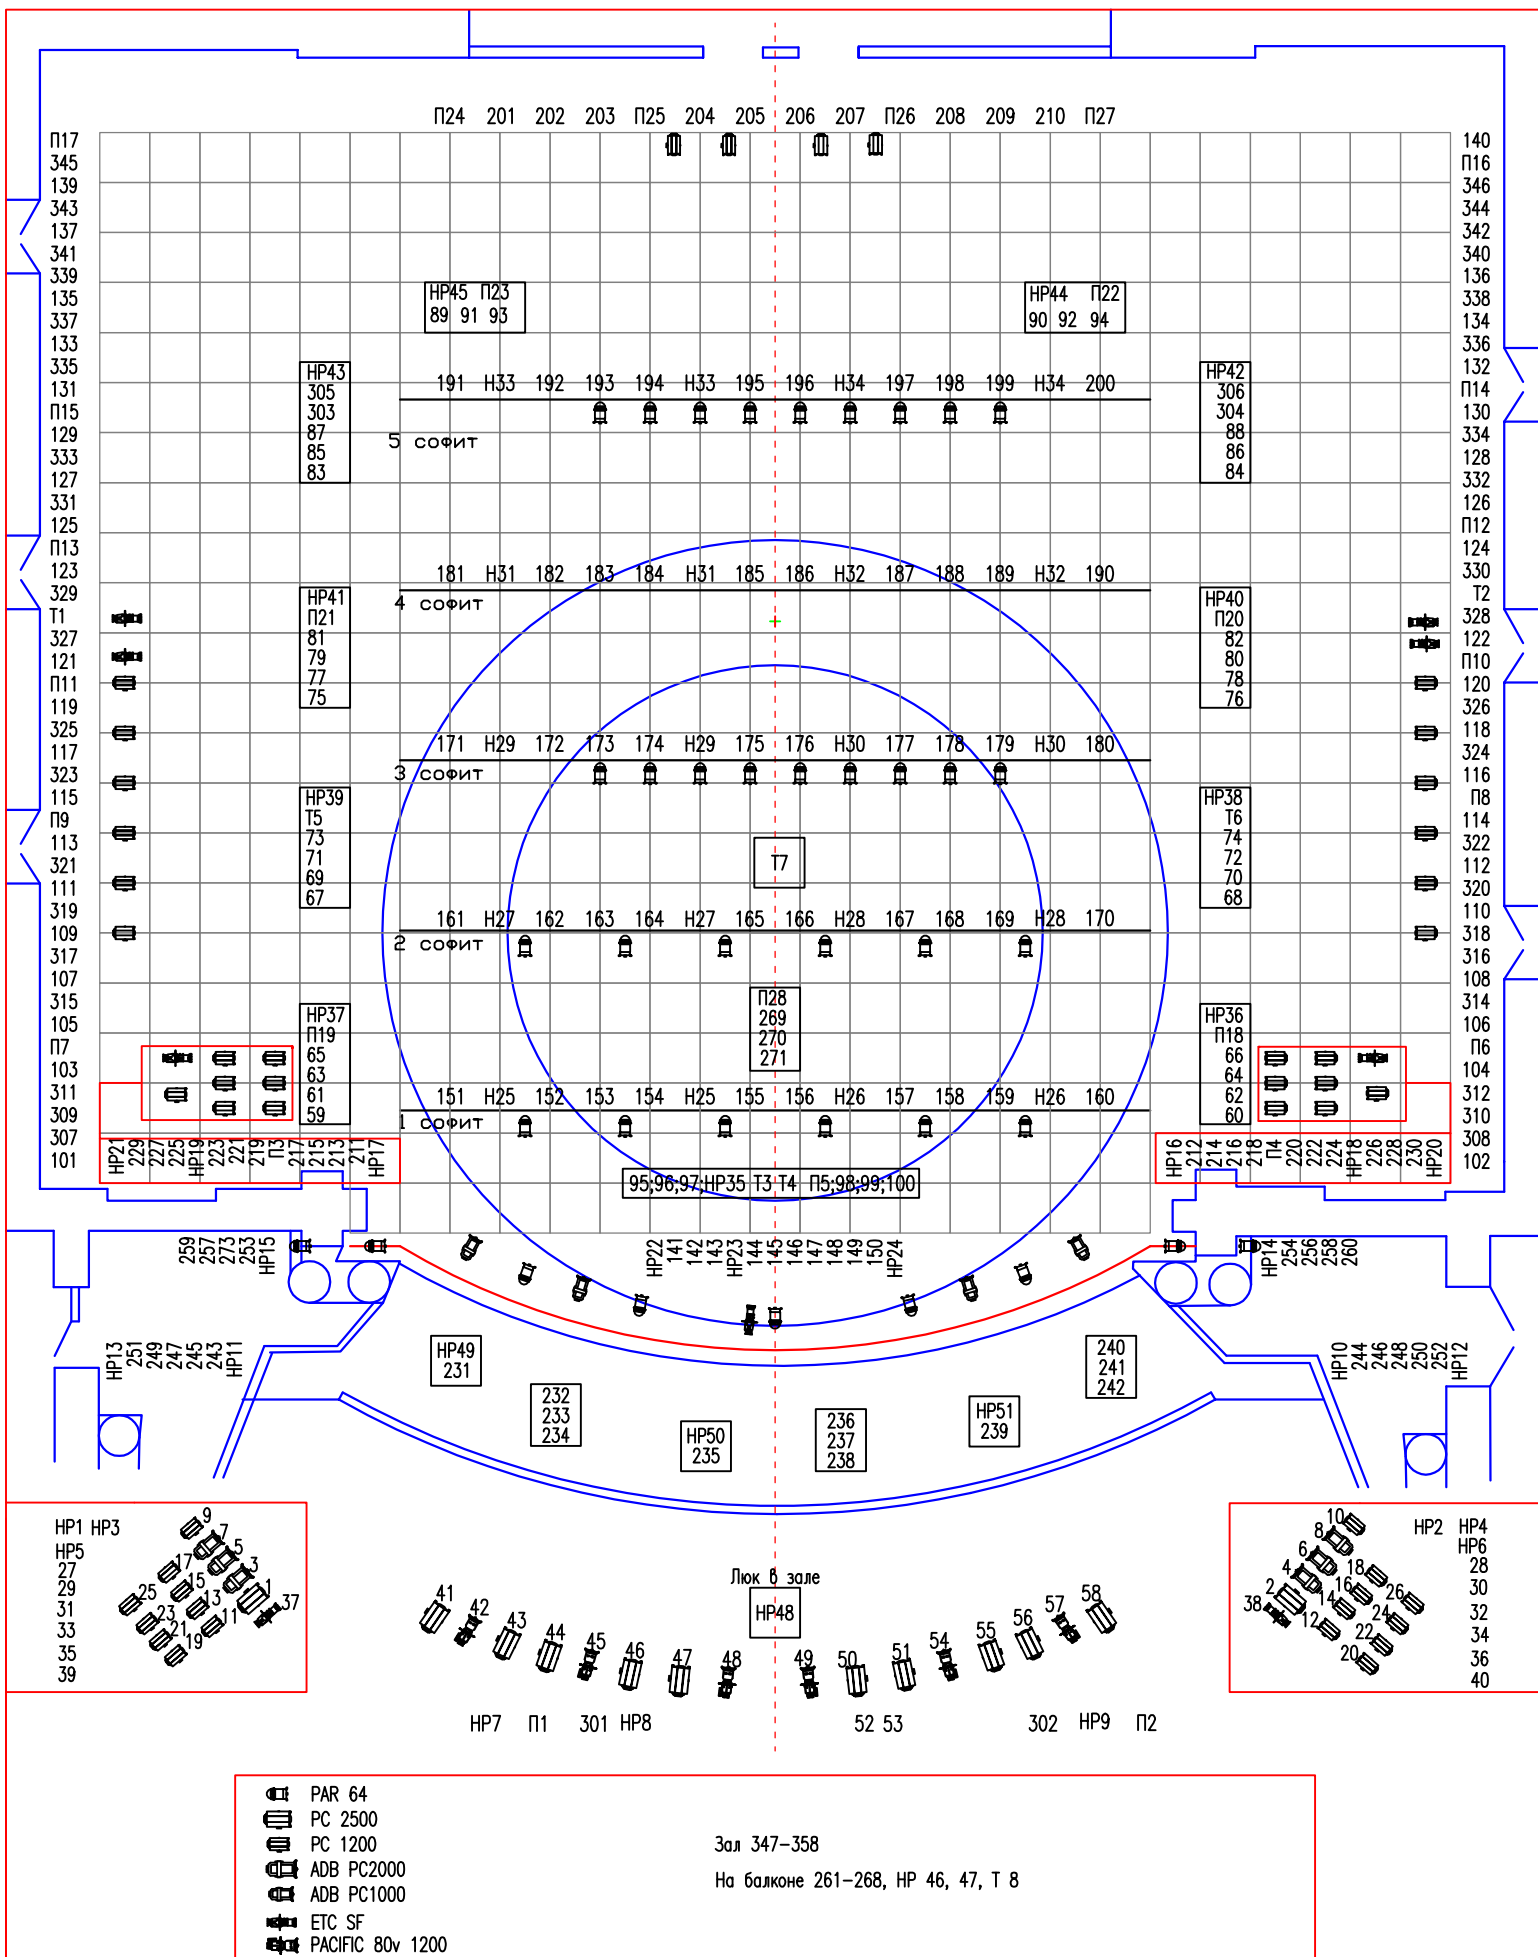 П24 201 202 203 П25 204 205 206 207 П26 208 209 210 П27
П17
345
139
343
137
341
339
135
337
133
335
131
П15
129
333
127
331
125
П13
123
329
Т1
327
121
П11
119
325
117
323
115
П9
113
321
111
319
109
317
107
315
105
П7
103
311
309
307
101
140
П16
346
344
342
340
136
338
134
336
132
П14
130
334
128
332
126
П12
124
330
Т2
328
122
П10
120
326
118
324
116
П8
114
322
112
320
110
318
316
108
314
106
П6
104
312
310
308
102
НР45 П23
89 91 93
НР44 П22
90 92 94
НР43
305
303
87
85
83
191 Н33 192 193 194 Н33 195 196 Н34 197 198 199 Н34 200
5 софит
НР42
306
304
88
86
84
НР41
П21
81
79
77
75
181 Н31 182 183 184 Н31 185 186 Н32 187 188 189 Н32 190
4 софит
НР40
П20
82
80
78
76
171 Н29 172 173 174 Н29 175 176 Н30 177 178 179 Н30 180
3 софит
НР39
Т5
73
71
69
67
Т7
НР38
Т6
74
72
70
68
161 Н27 162 163 164 Н27 165 166 Н28 167 168 169 Н28 170
2 софит
П28
269
270
271
НР37
П19
65
63
61
59
НР36
П18
66
64
62
60
151 Н25 152 153 154 Н25 155 156 Н26 157 158 159 Н26 160
1 софит
НР21 229 227 225 НР19 223 221 219 П3 217 215 213 211 НР17
НР16 212 214 216 218 П4 220 222 224 НР18 226 228 230 НР20
95;96;97;НР35 Т3 Т4 П5;98;99;100
259 257 273 253 НР15
НР22 141 142 143 НР23 144 145 146 147 148 149 150 НР24
НР14 254 256 258 260
НР13 251 249 247 245 243 НР11
НР10 244 246 248 250 252 НР12
НР49
231
232
233
234
НР50
235
236
237
238
НР51
239
240
241
242
НР1 НР3
НР5
27
29
31
33
35
39
9
7
5
3
1
37
17
15
13
11
25
23
21
19
Люк в зале
НР48
41 42 43 44 45 46 47 48 49 50 51 54 55 56 57 58
НР7 П1 301 НР8 52 53 302 НР9 П2
10
8
6
4
2
38
18
16
14
12
26
24
22
20
НР2 НР4
НР6
28
30
32
34
36
40
PAR 64
PC 2500
PC 1200
ADB PC2000
ADB PC1000
ETC SF
PACIFIC 80v 1200
Зал 347-358
На балконе 261-268, НР 46, 47, Т 8